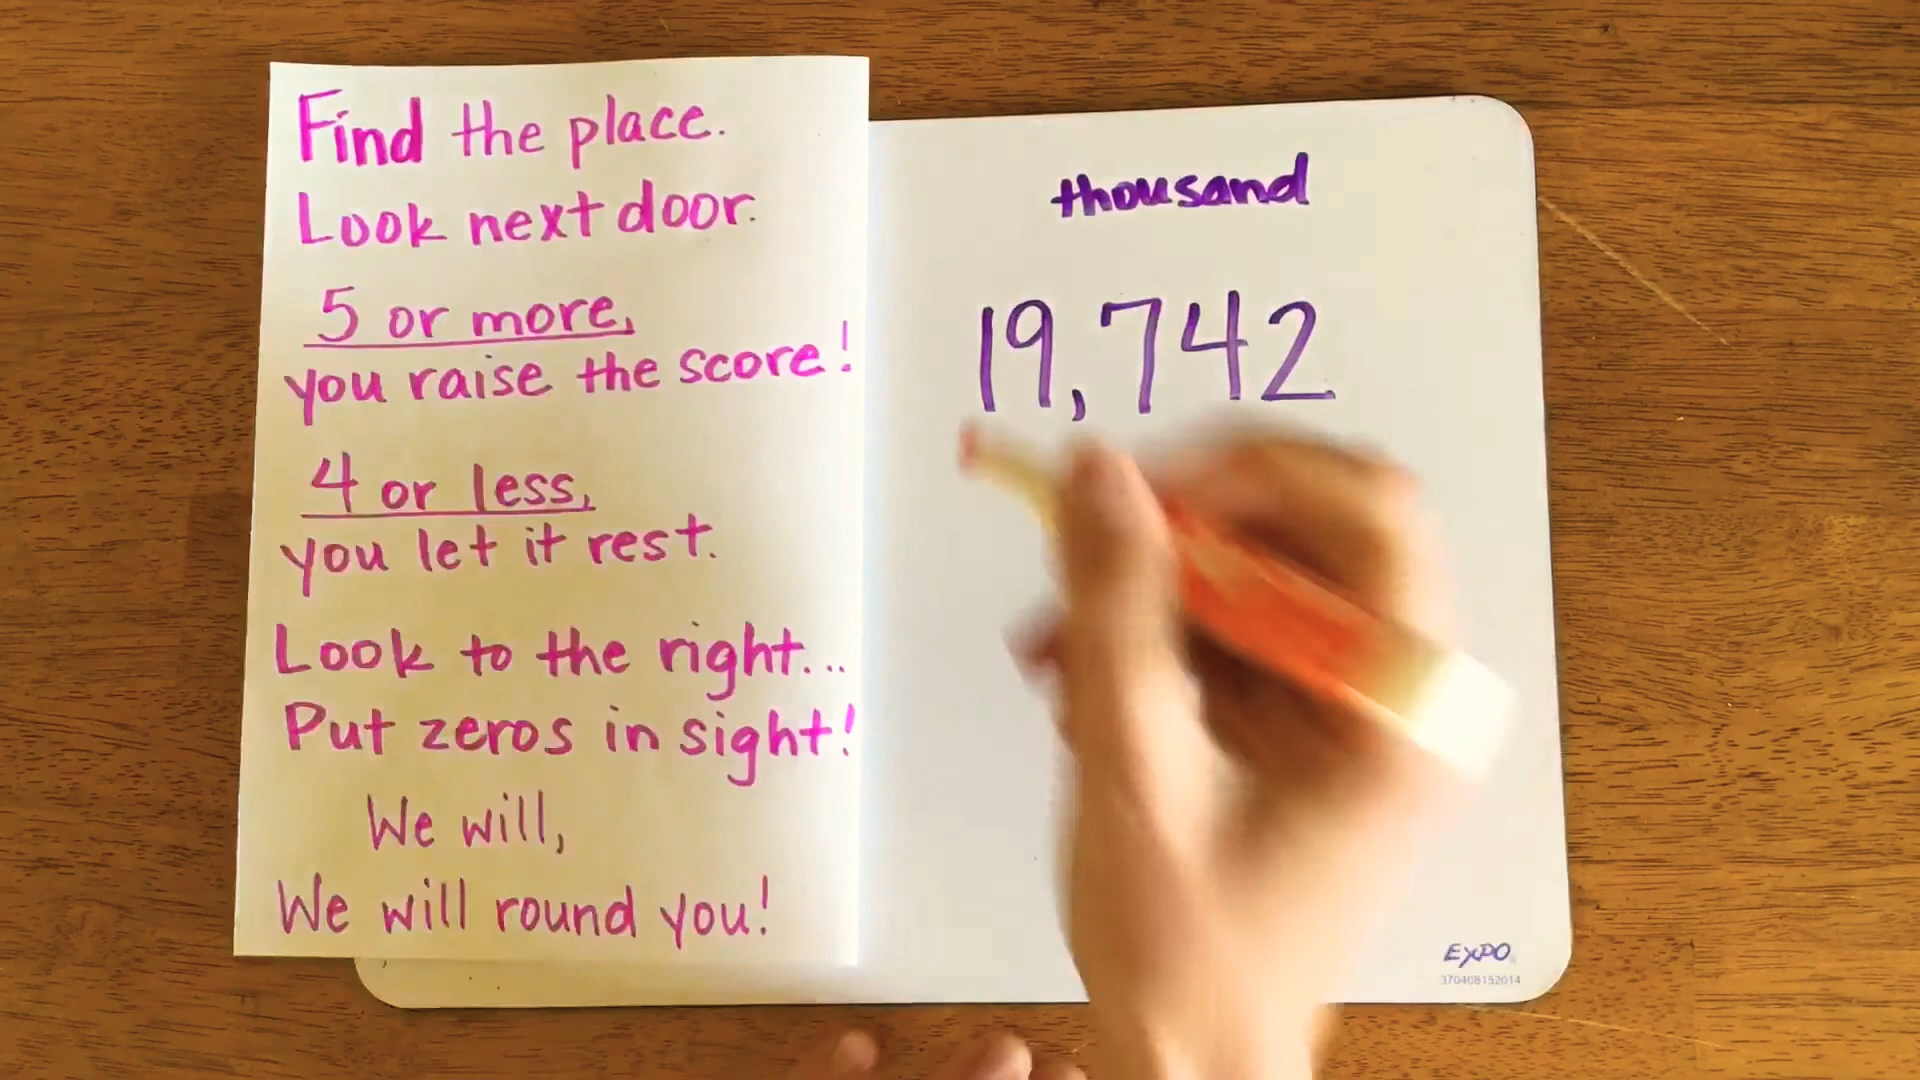 Find the place.
Look next door.
5 or more,
you raise the score!
4 or less,
you let it rest.
Look to the right...
Put zeros in sight!
We will,
We will round you!
thousand
19,742
EXPO
370408152014